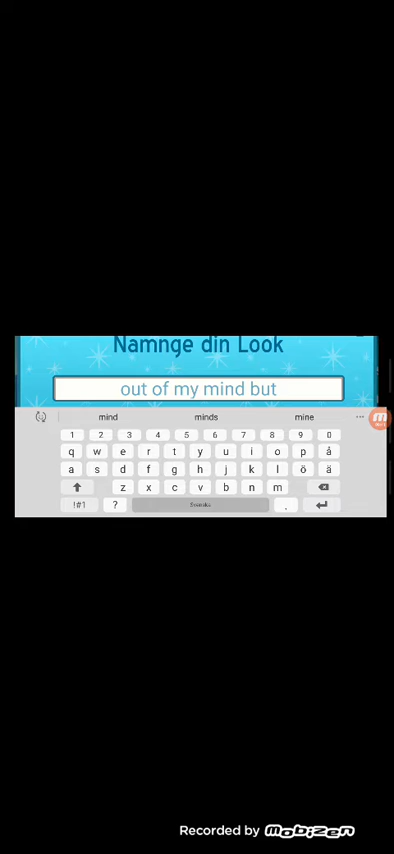 Namnge din Look
out of my mind but
mind minds mine ...
1 2 3 4 5 6 7 8 9 0
q w e r t y u i o p å
a s d f g h j k l ö ä
z x c v b n m
!#1 ? Svenska .
Recorded by mobizen